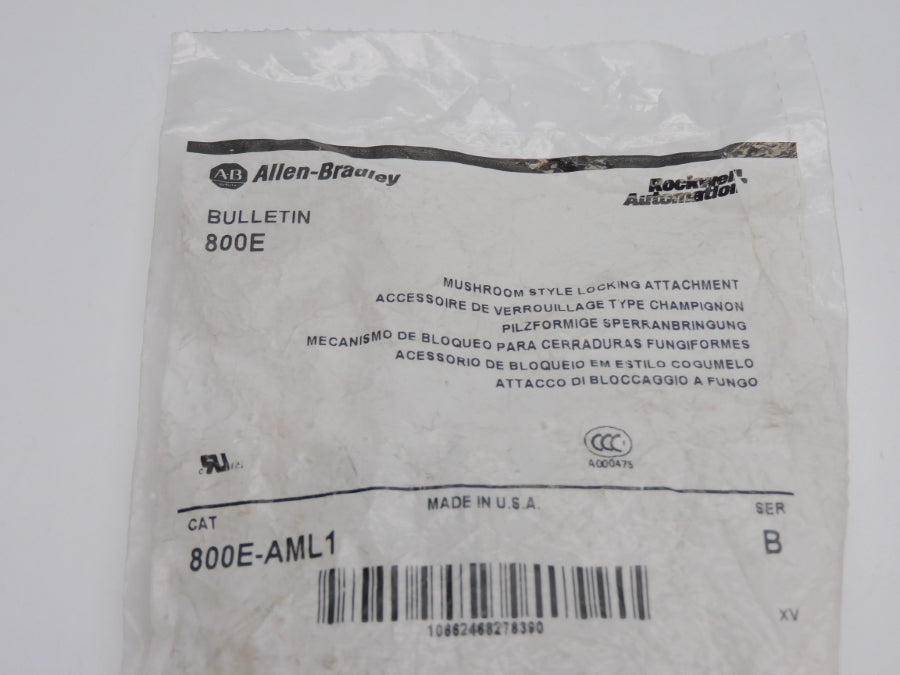 A-B Allen-Bradley
Rockwell Automation
BULLETIN
800E
MUSHROOM STYLE LOCKING ATTACHMENT
ACCESSOIRE DE VERROUILLAGE TYPE CHAMPIGNON
PILZFORMIGE SPERRANBRINGUNG
MECANISMO DE BLOQUEO PARA CERRADURAS FUNGIFORMES
ACESSORIO DE BLOQUEIO EM ESTILO COGUMELO
ATTACCO DI BLOCCAGGIO A FUNGO
CCC
A000475
MADE IN U.S.A.
CAT
800E-AML1
SER
B
10662468278390
XV